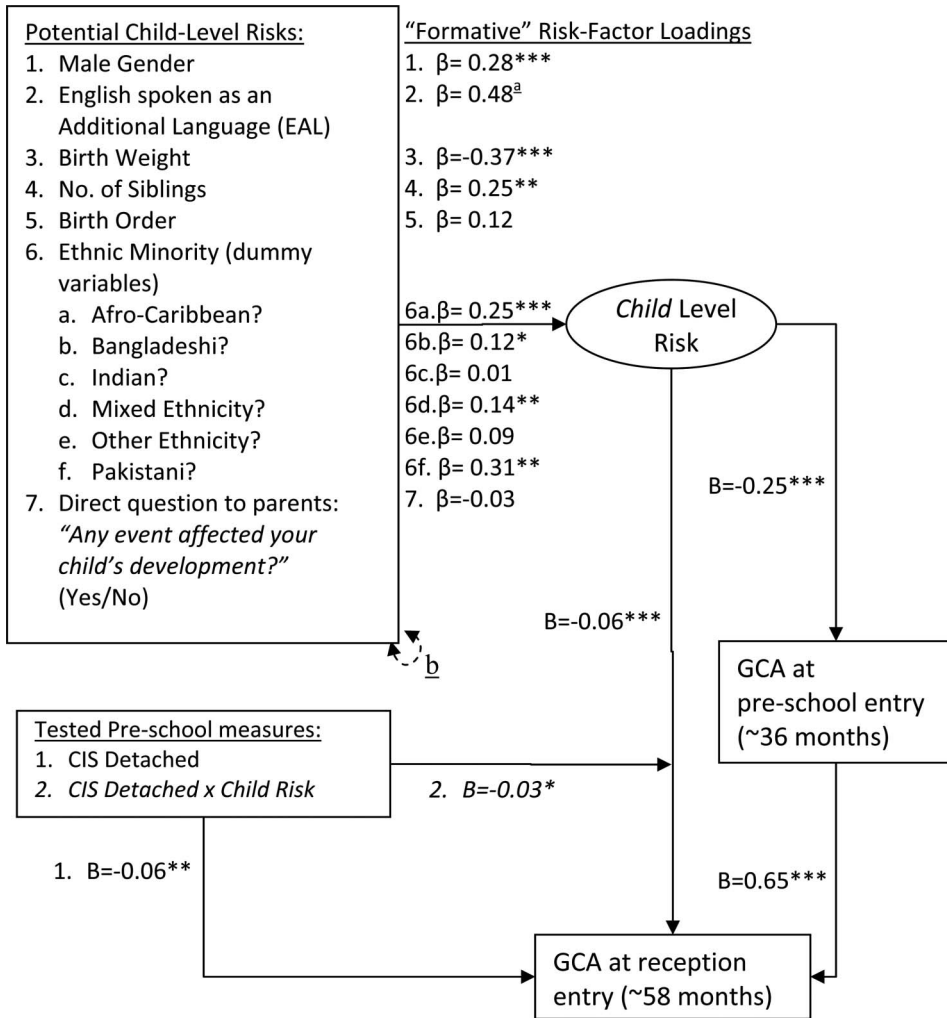 Potential Child-Level Risks:
1. Male Gender
2. English spoken as an
Additional Language (EAL)
3. Birth Weight
4. No. of Siblings
5. Birth Order
6. Ethnic Minority (dummy
variables)
a. Afro-Caribbean?
b. Bangladeshi?
c. Indian?
d. Mixed Ethnicity?
e. Other Ethnicity?
f. Pakistani?
7. Direct question to parents:
“Any event affected your
child’s development?”
(Yes/No)
“Formative” Risk-Factor Loadings
1. β= 0.28***
2. β= 0.48a
3. β=-0.37***
4. β= 0.25**
5. β= 0.12
6a.β= 0.25***
6b.β= 0.12*
6c.β= 0.01
6d.β= 0.14**
6e.β= 0.09
6f. β= 0.31**
7. β=-0.03
b
Child Level
Risk
B=-0.25***
B=-0.06***
GCA at
pre-school entry
(~36 months)
Tested Pre-school measures:
1. CIS Detached
2. CIS Detached x Child Risk
2. B=-0.03*
1. B=-0.06**
B=0.65***
GCA at reception
entry (~58 months)